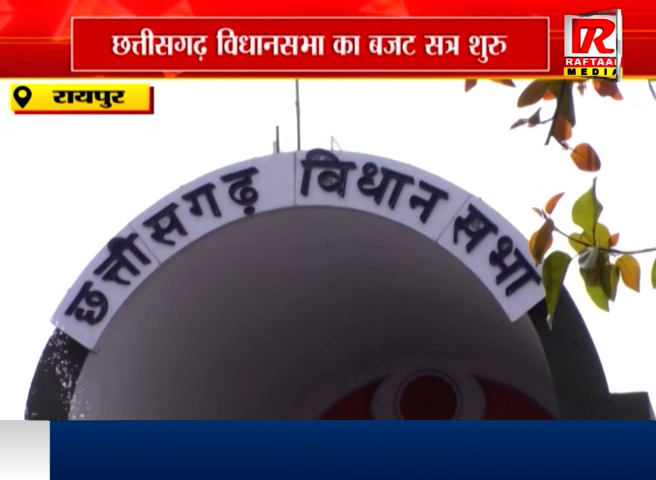 छत्तीसगढ़ विधानसभा का बजट सत्र शुरु
R
RAFTAAR
MEDIA
रायपुर
छत्तीसगढ़ विधान सभा